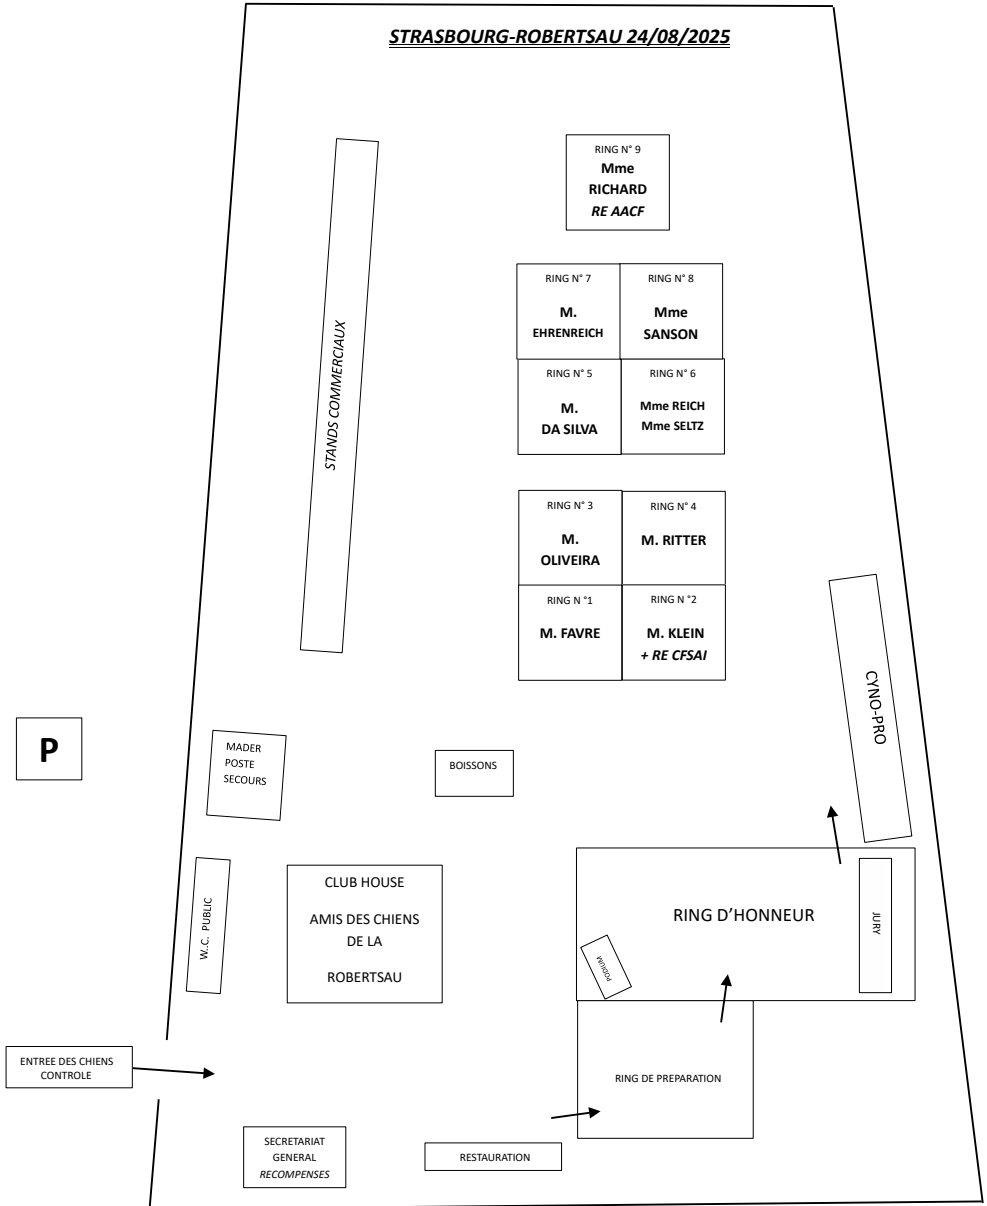 STRASBOURG-ROBERTSAU 24/08/2025
RING N° 9
Mme
RICHARD
RE AACF
RING N° 7
M.
EHRENREICH
RING N° 8
Mme
SANSON
RING N° 5
M.
DA SILVA
RING N° 6
Mme REICH
Mme SELTZ
STANDS COMMERCIAUX
RING N° 3
M.
OLIVEIRA
RING N° 4
M. RITTER
RING N °1
M. FAVRE
RING N °2
M. KLEIN
+ RE CFSAI
CYNO-PRO
P
MADER
POSTE
SECOURS
BOISSONS
W..C. PUBLIC
CLUB HOUSE
AMIS DES CHIENS
DE LA
ROBERTSAU
RING D’HONNEUR
JURY
PODIUM
ENTREE DES CHIENS
CONTROLE
RING DE PREPARATION
SECRETARIAT
GENERAL
RECOMPENSES
RESTAURATION